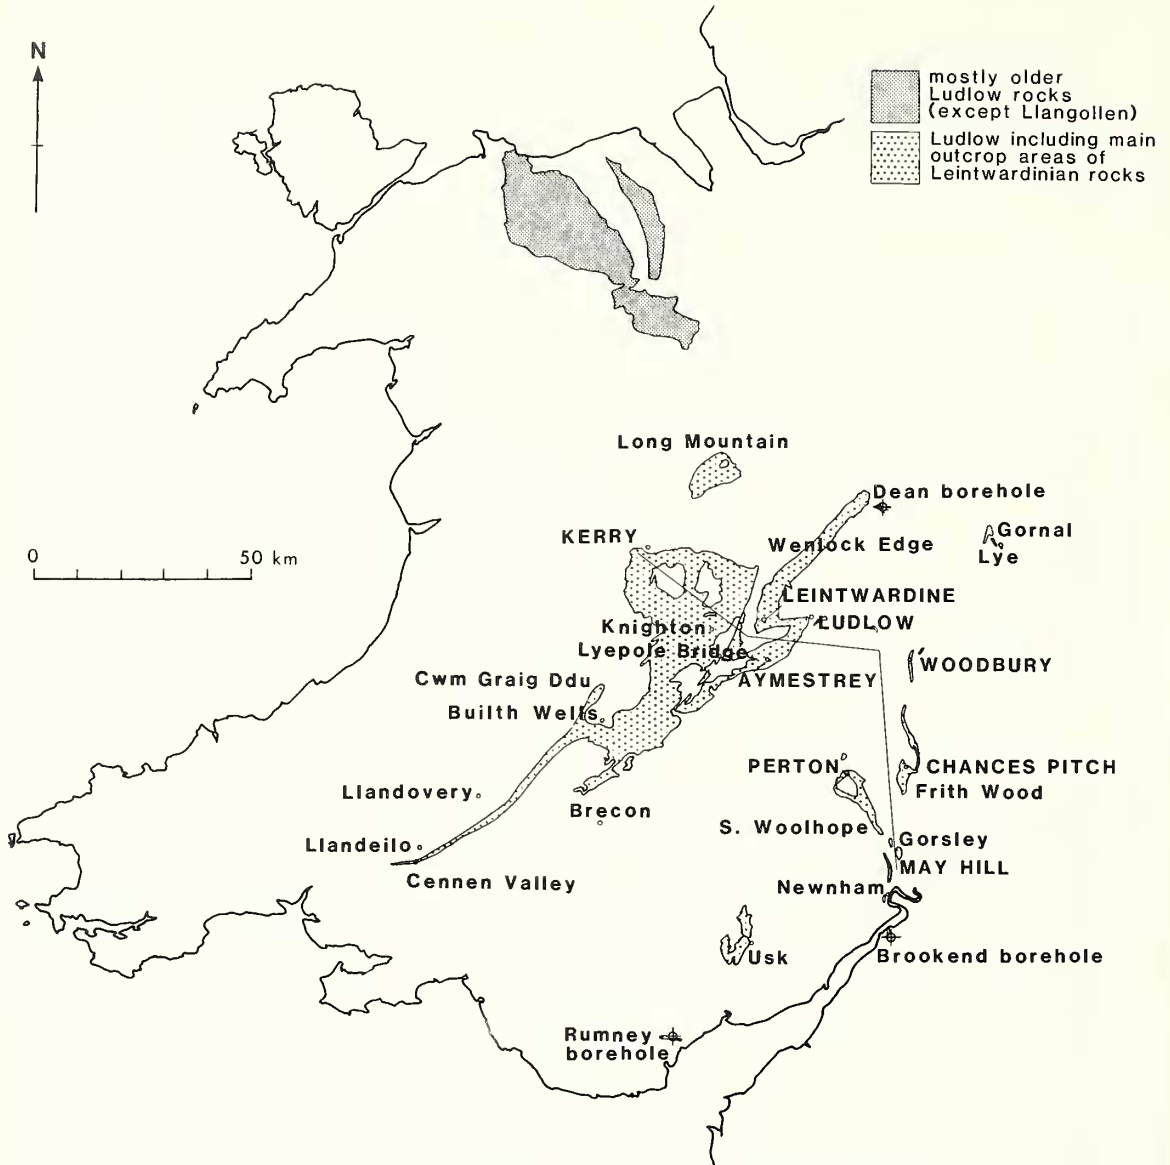 N
mostly older
Ludlow rocks
(except Llangollen)
Ludlow including main
outcrop areas of
Leintwardinian rocks
Long Mountain
Dean borehole
KERRY
Wenlock Edge
Gornal
Lye
0 50 km
LEINTWARDINE
LUDLOW
Knighton
Lyepole Bridge
WOODBURY
Cwm Graig Ddu
AYMESTREY
Builth Wells
PERTON
CHANCES PITCH
Frith Wood
Llandovery
Brecon
S. Woolhope
Llandeilo
Gorsley
MAY HILL
Cennen Valley
Newnham
Usk
Brookend borehole
Rumney
borehole